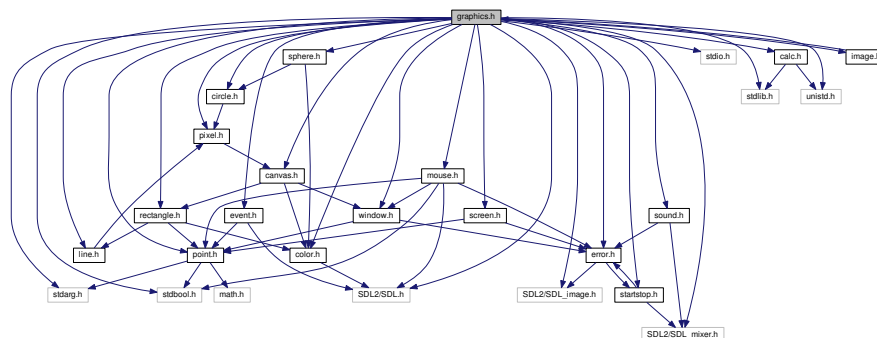 graphics.h
sphere.h
stdio.h
calc.h
image.
circle.h
stdlib.h
unistd.h
pixel.h
canvas.h
mouse.h
rectangle.h
event.h
window.h
screen.h
sound.h
line.h
point.h
color.h
error.h
stdarg.h
stdbool.h
math.h
SDL2/SDL.h
SDL2/SDL_image.h
startstop.h
SDL2/SDL_mixer.h